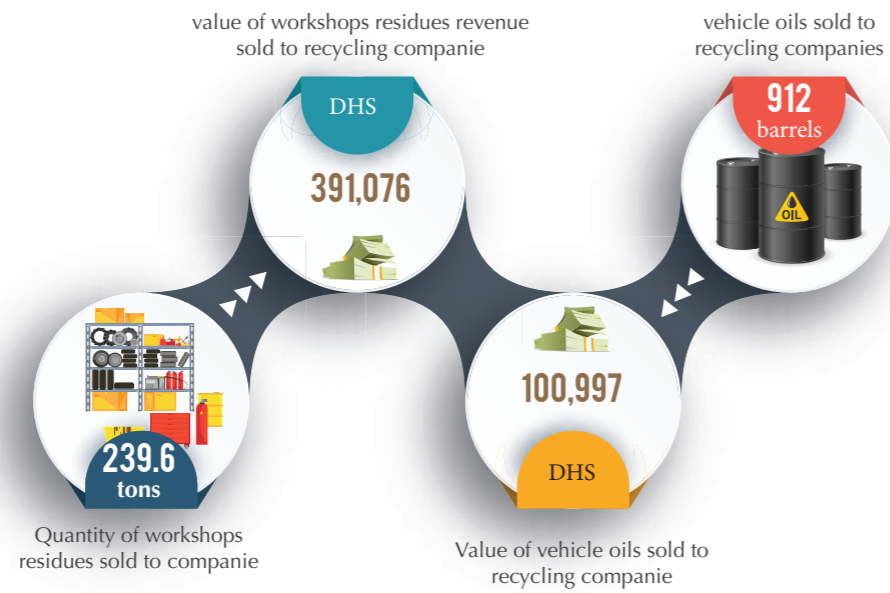 value of workshops residues revenue
sold to recycling companie
DHS
391,076
vehicle oils sold to
recycling companies
912
barrels
OIL
239.6
tons
Quantity of workshops
residues sold to companie
100,997
DHS
Value of vehicle oils sold to
recycling companie